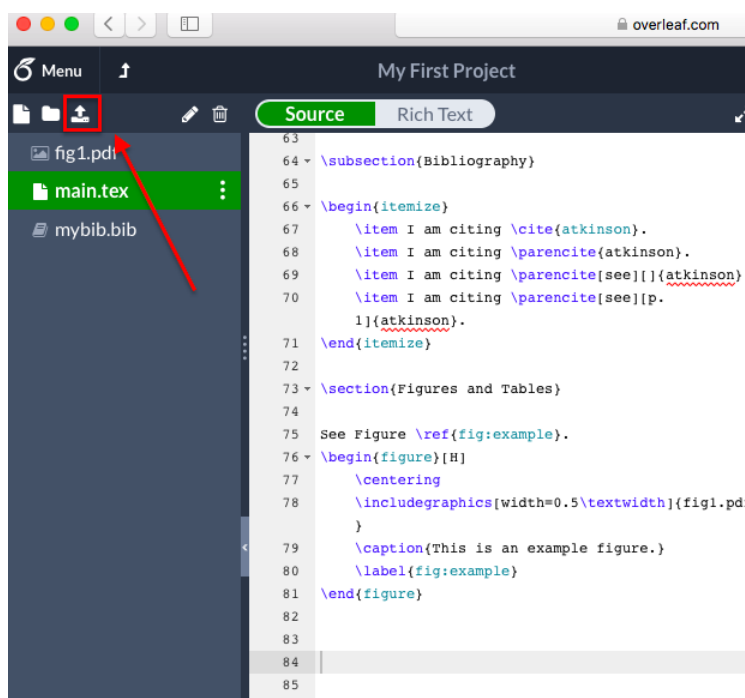 overleaf.com
Menu
My First Project
Source Rich Text
fig1.pdf
main.tex
mybib.bib
63
64 \subsection{Bibliography}
65
66 \begin{itemize}
67 \item I am citing \cite{atkinson}.
68 \item I am citing \parencite{atkinson}.
69 \item I am citing \parencite[see][]{atkinson}
70 \item I am citing \parencite[see][p.
1]{atkinson}.
71 \end{itemize}
72
73 \section{Figures and Tables}
74
75 See Figure \ref{fig:example}.
76 \begin{figure}[H]
77 \centering
78 \includegraphics[width=0.5\textwidth]{fig1.pd
}
79 \caption{This is an example figure.}
80 \label{fig:example}
81 \end{figure}
82
83
84
85